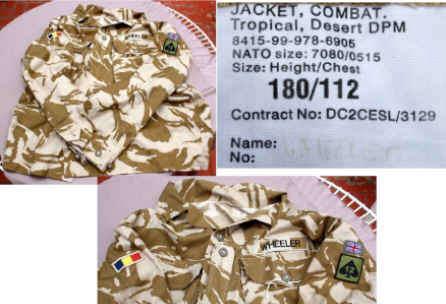 WHEELER
JACKET, COMBAT.
Tropical, Desert DPM
8415-99-978-6905
NATO size: 7080/0515
Size: Height/Chest
180/112
Contract No: DC2CESL/3129
Name:
No:
WHEELER